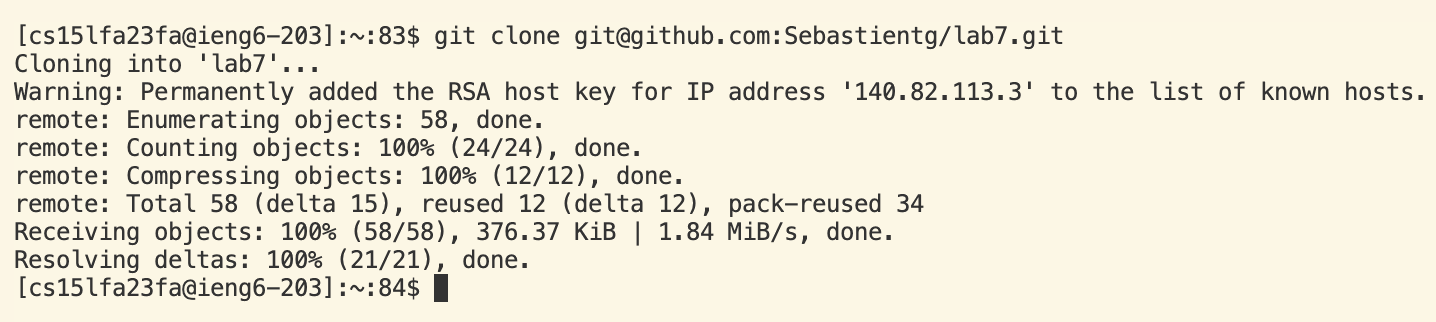 [cs15lfa23fa@ieng6-203]:~:83$ git clone git@github.com:Sebastientg/lab7.git
Cloning into 'lab7'...
Warning: Permanently added the RSA host key for IP address '140.82.113.3' to the list of known hosts.
remote: Enumerating objects: 58, done.
remote: Counting objects: 100% (24/24), done.
remote: Compressing objects: 100% (12/12), done.
remote: Total 58 (delta 15), reused 12 (delta 12), pack-reused 34
Receiving objects: 100% (58/58), 376.37 KiB | 1.84 MiB/s, done.
Resolving deltas: 100% (21/21), done.
[cs15lfa23fa@ieng6-203]:~:84$